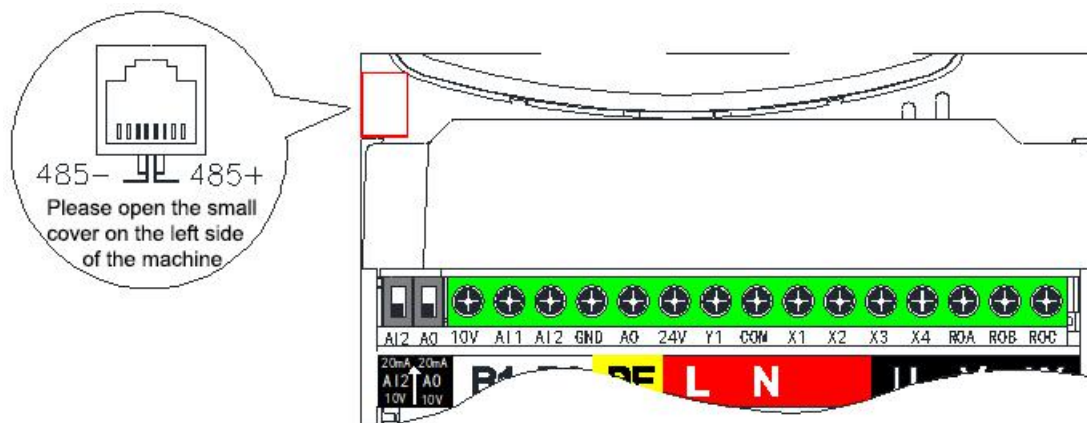 485- 485+
Please open the small
cover on the left side
of the machine
AI2 AO 10V AI1 AI2 GND AO 24V Y1 COM X1 X2 X3 X4 ROA ROB ROC
20mA 20mA
AI2 AO
10V 10V
PE L N